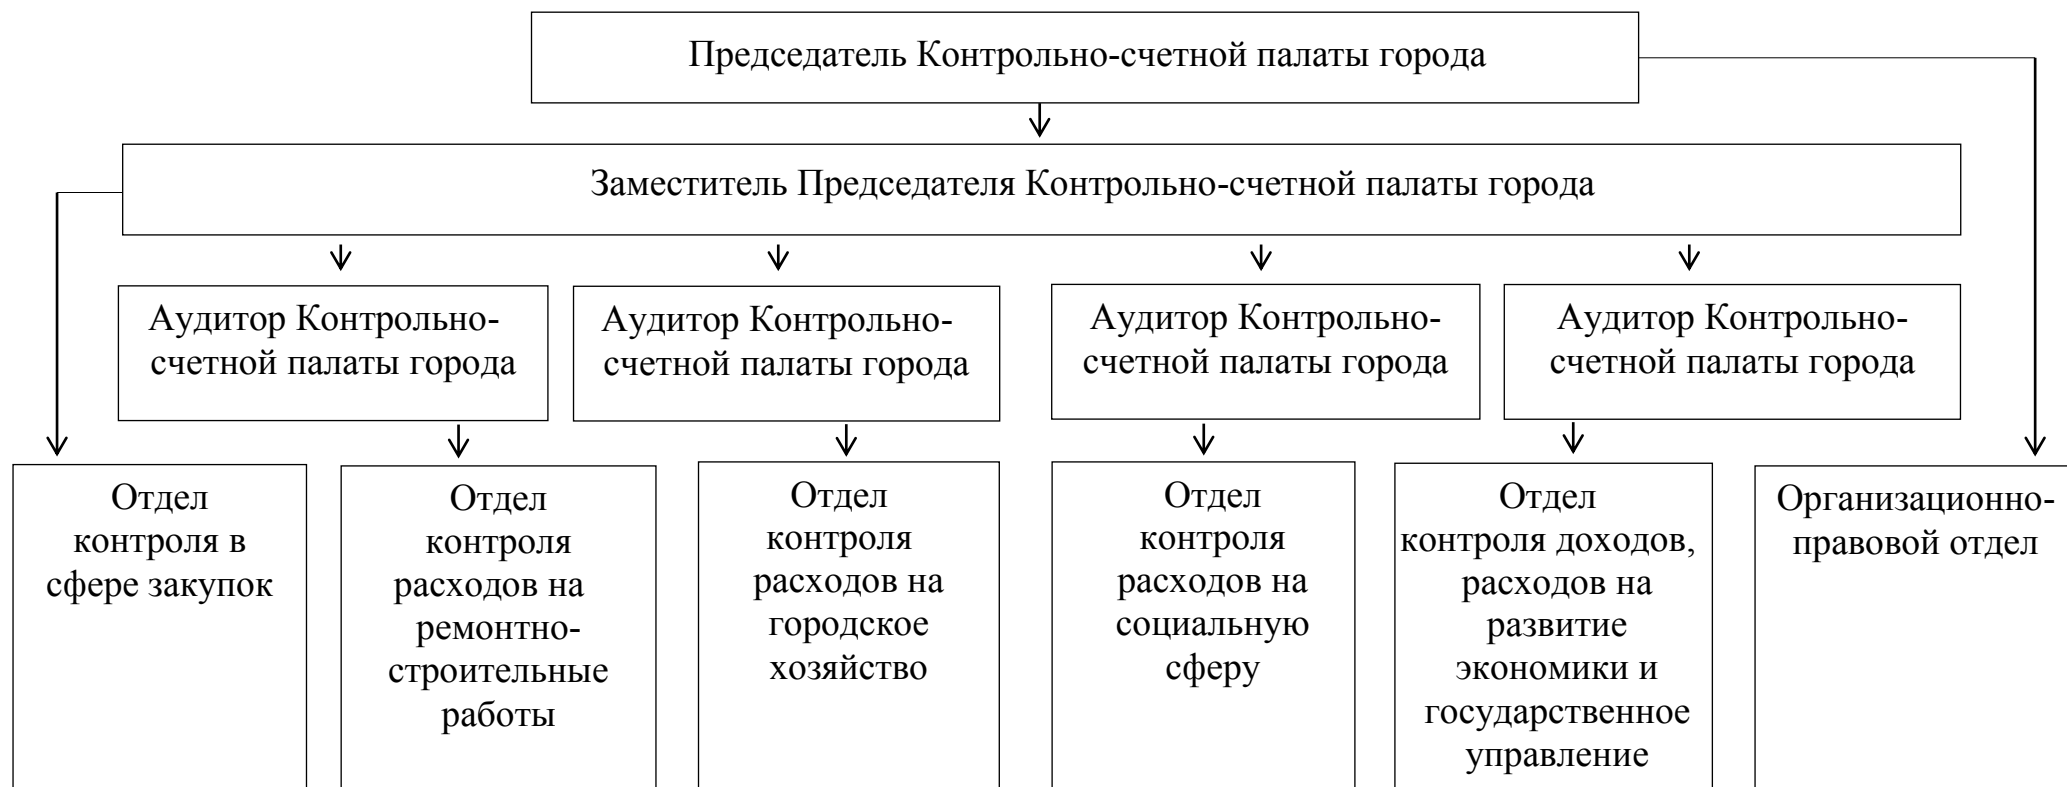 Председатель Контрольно-счетной палаты города
Заместитель Председателя Контрольно-счетной палаты города
Аудитор Контрольно-
счетной палаты города
Аудитор Контрольно-
счетной палаты города
Аудитор Контрольно-
счетной палаты города
Аудитор Контрольно-
счетной палаты города
Отдел
контроля в
сфере закупок
Отдел
контроля
расходов на
ремонтно-
строительные
работы
Отдел
контроля
расходов на
городское
хозяйство
Отдел
контроля
расходов на
социальную
сферу
Отдел
контроля доходов,
расходов на
развитие
экономики и
государственное
управление
Организационно-
правовой отдел